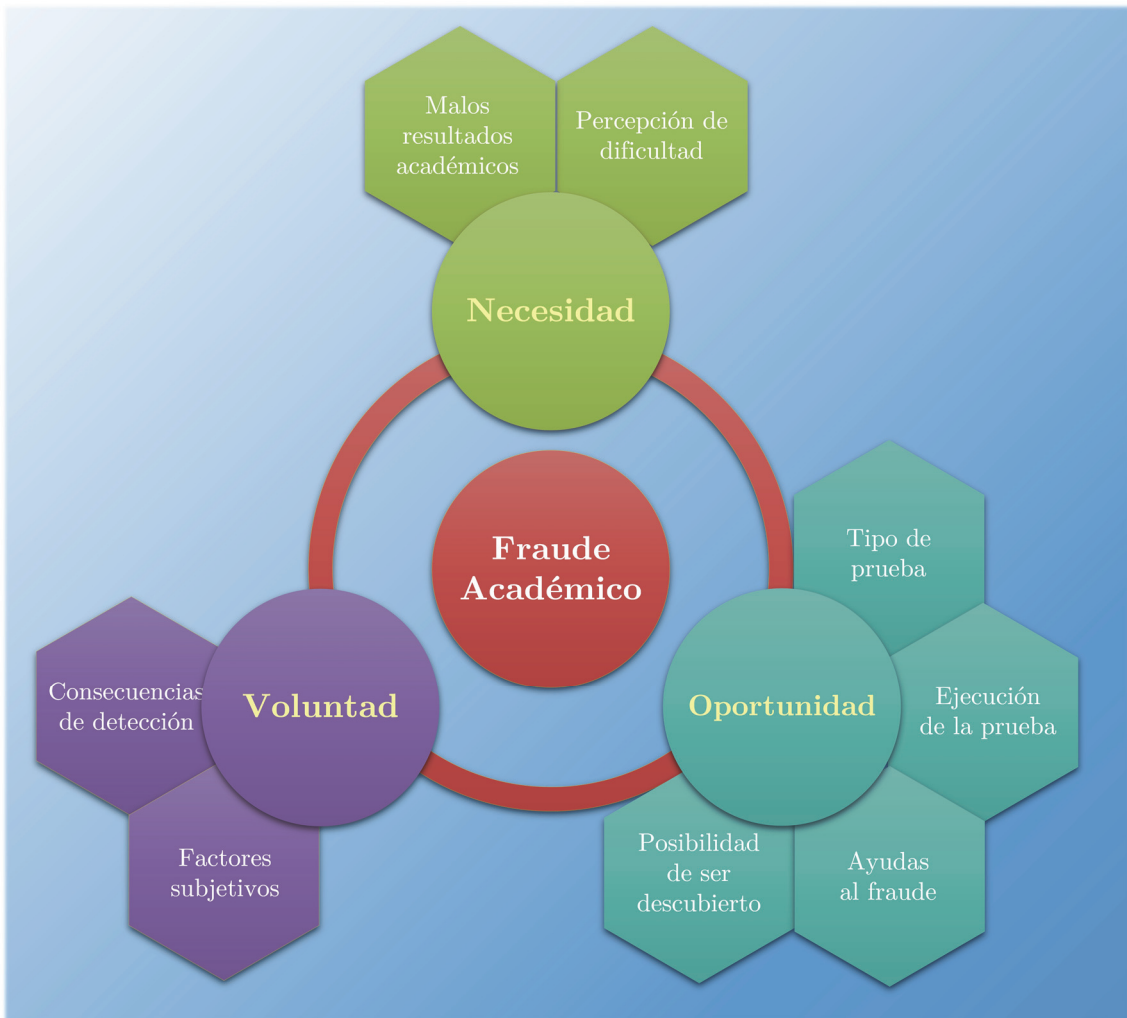 Malos
resultados
académicos
Percepción de
dificultad
Necesidad
Fraude
Académico
Tipo de
prueba
Consecuencias
de detección
Voluntad
Oportunidad
Ejecución
de la prueba
Factores
subjetivos
Posibilidad
de ser
descubierto
Ayudas
al fraude